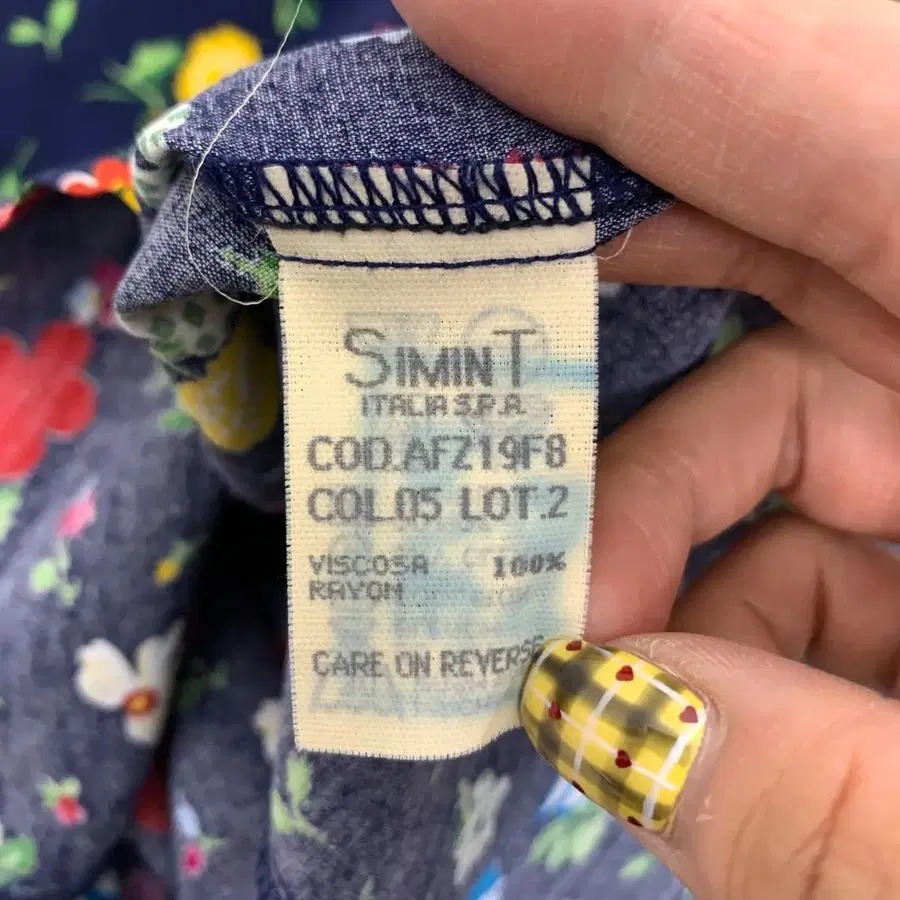 SIMINT
ITALIA S.P.A.
COD.AFZ19F8
COL.05 LOT.2
VISCOSA 100%
RAYON
CARE ON REVERSE